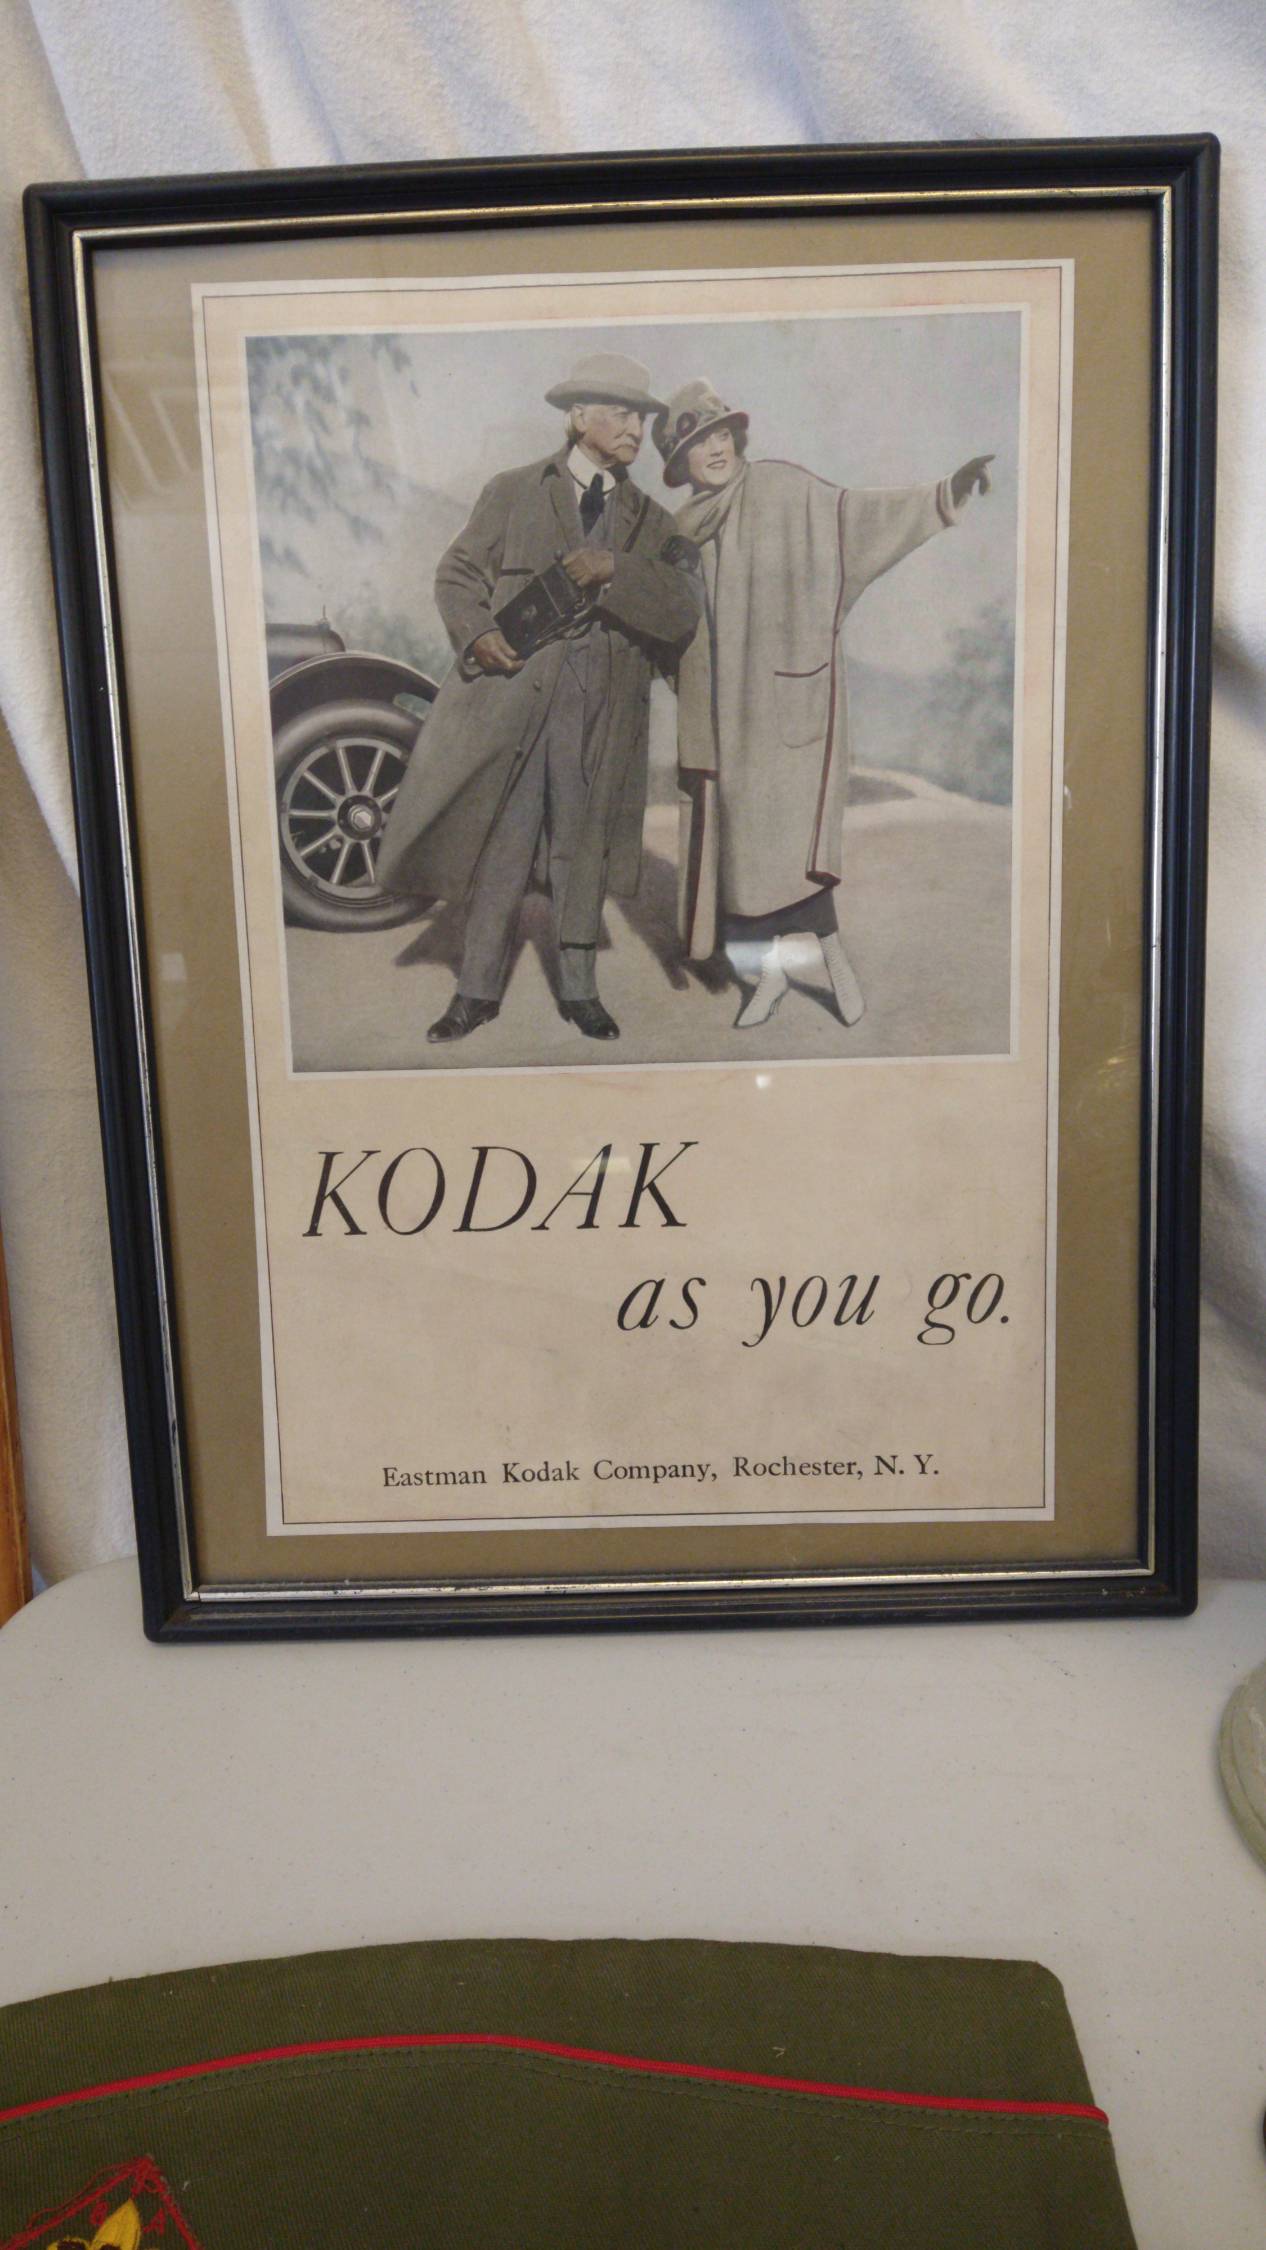 KODAK
as you go.
Eastman Kodak Company, Rochester, N. Y.